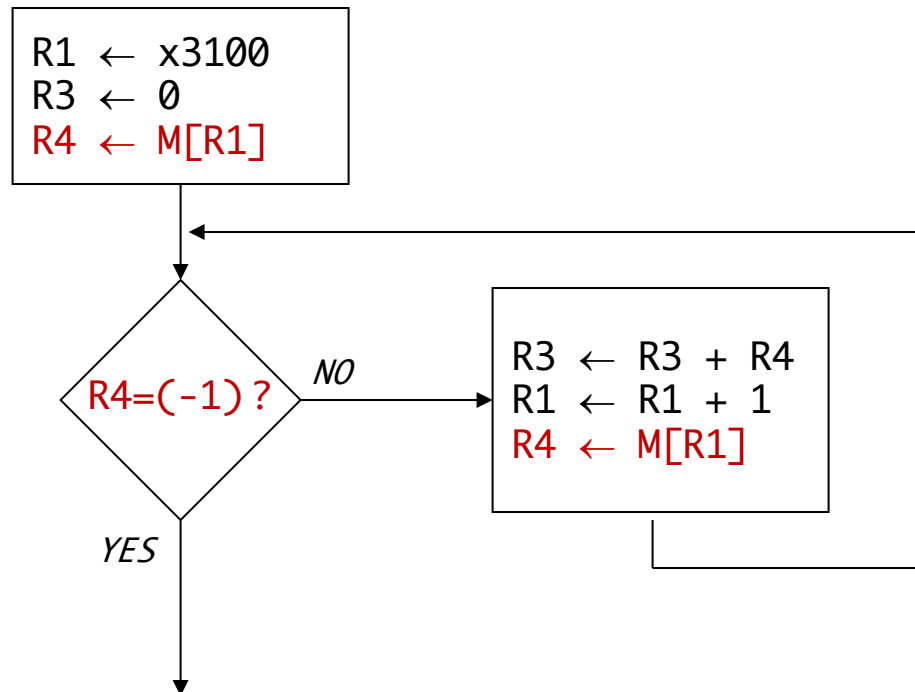 R1 ← x3100
R3 ← 0
R4 ← M[R1]
R4=(-1)?
NO
R3 ← R3 + R4
R1 ← R1 + 1
R4 ← M[R1]
YES